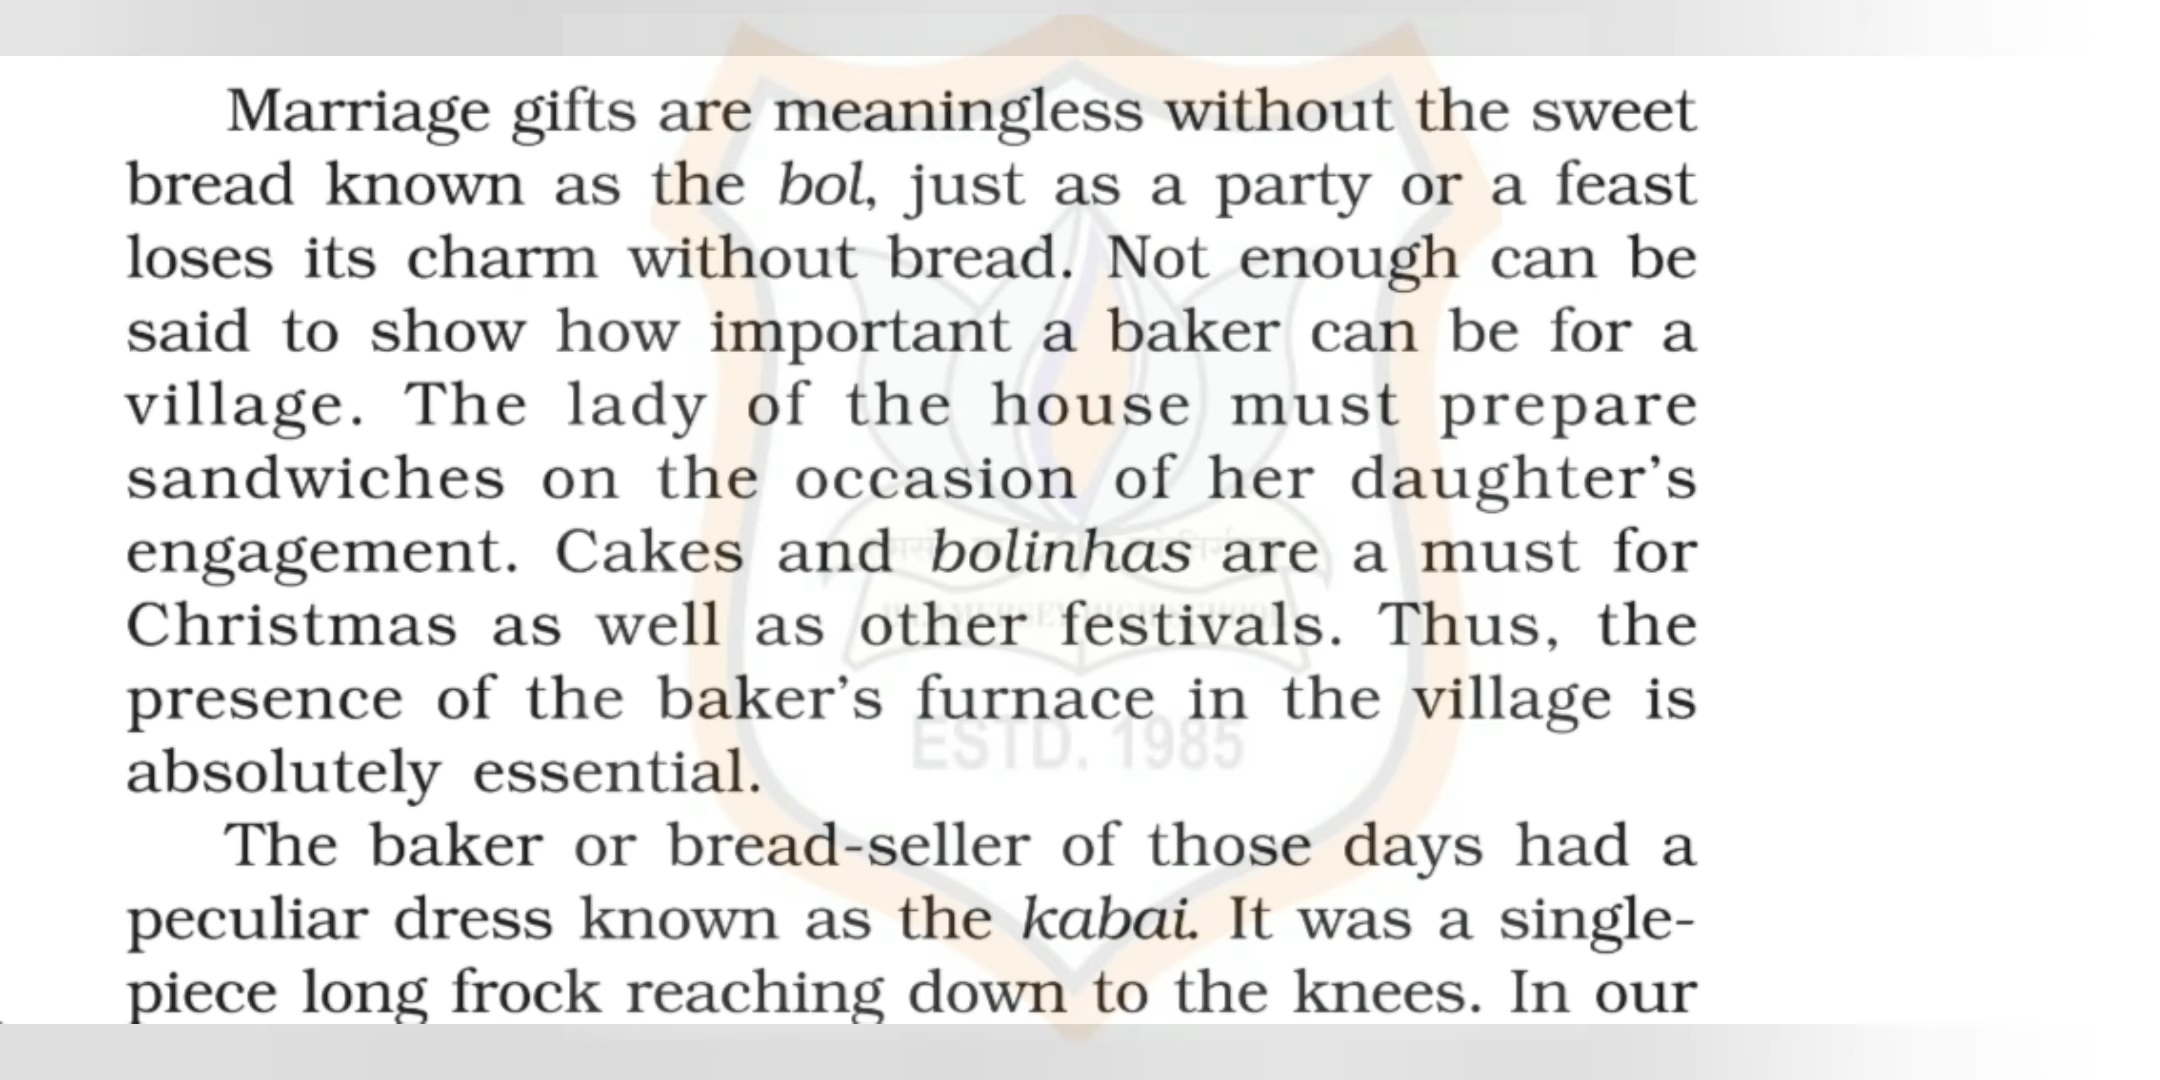 Marriage gifts are meaningless without the sweet
bread known as the bol, just as a party or a feast
loses its charm without bread. Not enough can be
said to show how important a baker can be for a
village. The lady of the house must prepare
sandwiches on the occasion of her daughter's
engagement. Cakes and bolinhas are a must for
Christmas as well as other festivals. Thus, the
presence of the baker's furnace in the village is
absolutely essential.
ESTD. 1985
The baker or bread-seller of those days had a
peculiar dress known as the kabai. It was a single-
piece long frock reaching down to the knees. In our